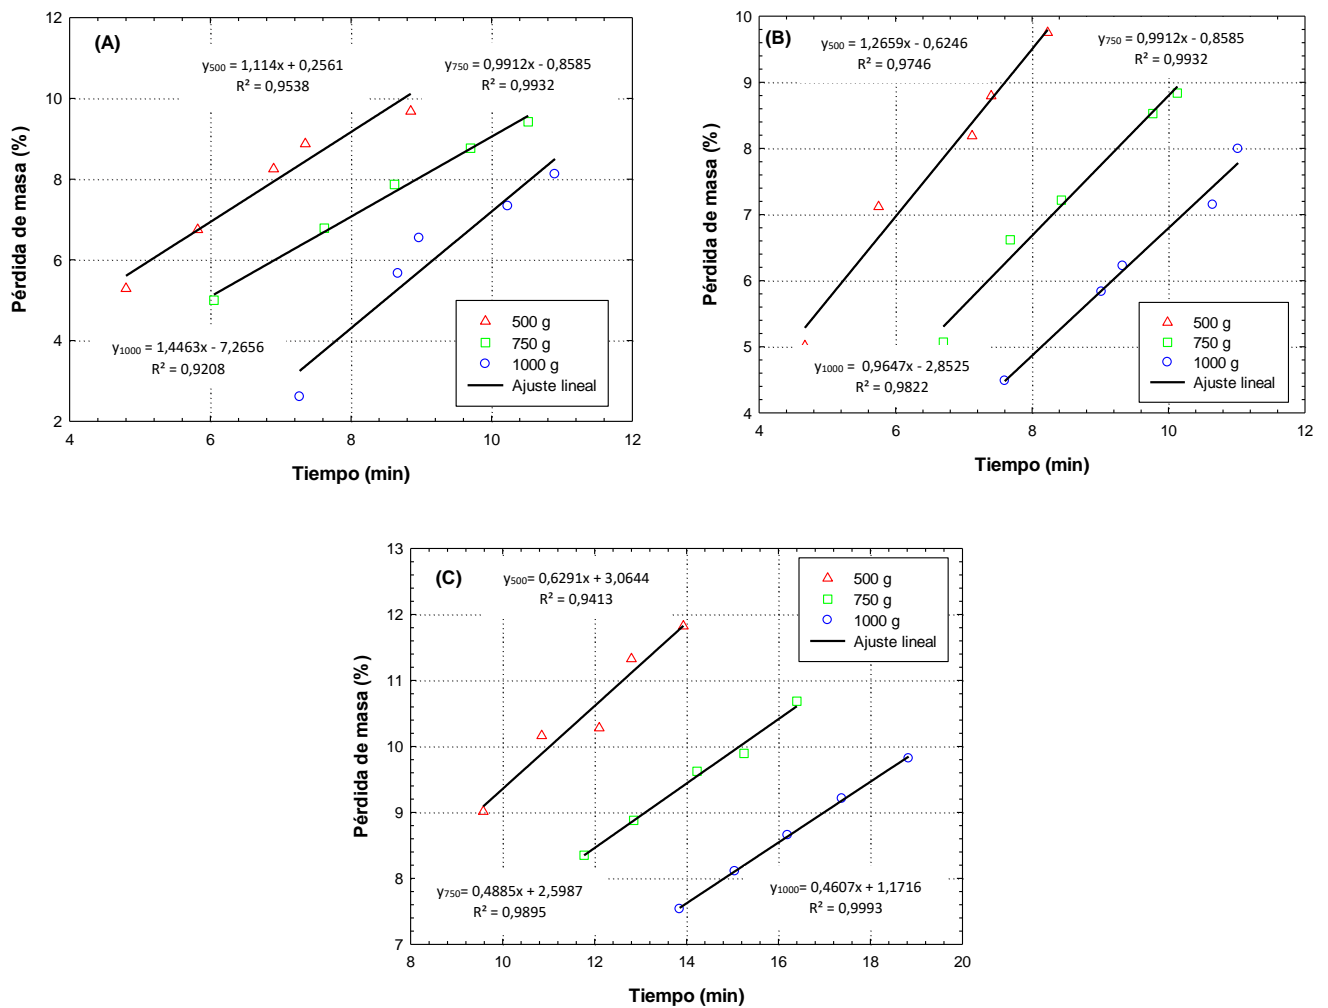 (A)
y500 = 1,114x + 0,2561
R² = 0,9538
y750 = 0,9912x - 0,8585
R² = 0,9932
y1000 = 1,4463x - 7,2656
R² = 0,9208
500 g
750 g
1000 g
Ajuste lineal
12
10
8
6
4
2
4
6
8
10
12
Pérdida de masa (%)
Tiempo (min)
(B)
y500 = 1,2659x - 0,6246
R² = 0,9746
y750 = 0,9912x - 0,8585
R² = 0,9932
y1000 = 0,9647x - 2,8525
R² = 0,9822
500 g
750 g
1000 g
Ajuste lineal
10
9
8
7
6
5
4
4
6
8
10
12
Pérdida de masa (%)
Tiempo (min)
(C)
y500= 0,6291x + 3,0644
R² = 0,9413
500 g
750 g
1000 g
Ajuste lineal
y750= 0,4885x + 2,5987
R² = 0,9895
y1000= 0,4607x + 1,1716
R² = 0,9993
13
12
11
10
9
8
7
8
10
12
14
16
18
20
Pérdida de masa (%)
Tiempo (min)